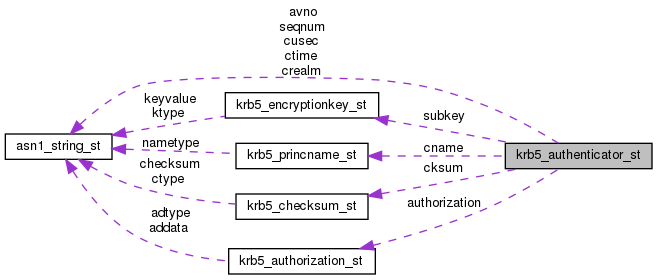 avno
seqnum
cusec
ctime
crealm
keyvalue
ktype
krb5_encryptionkey_st
subkey
asn1_string_st
nametype
krb5_princname_st
cname
krb5_authenticator_st
checksum
ctype
cksum
krb5_checksum_st
authorization
adtype
addata
krb5_authorization_st